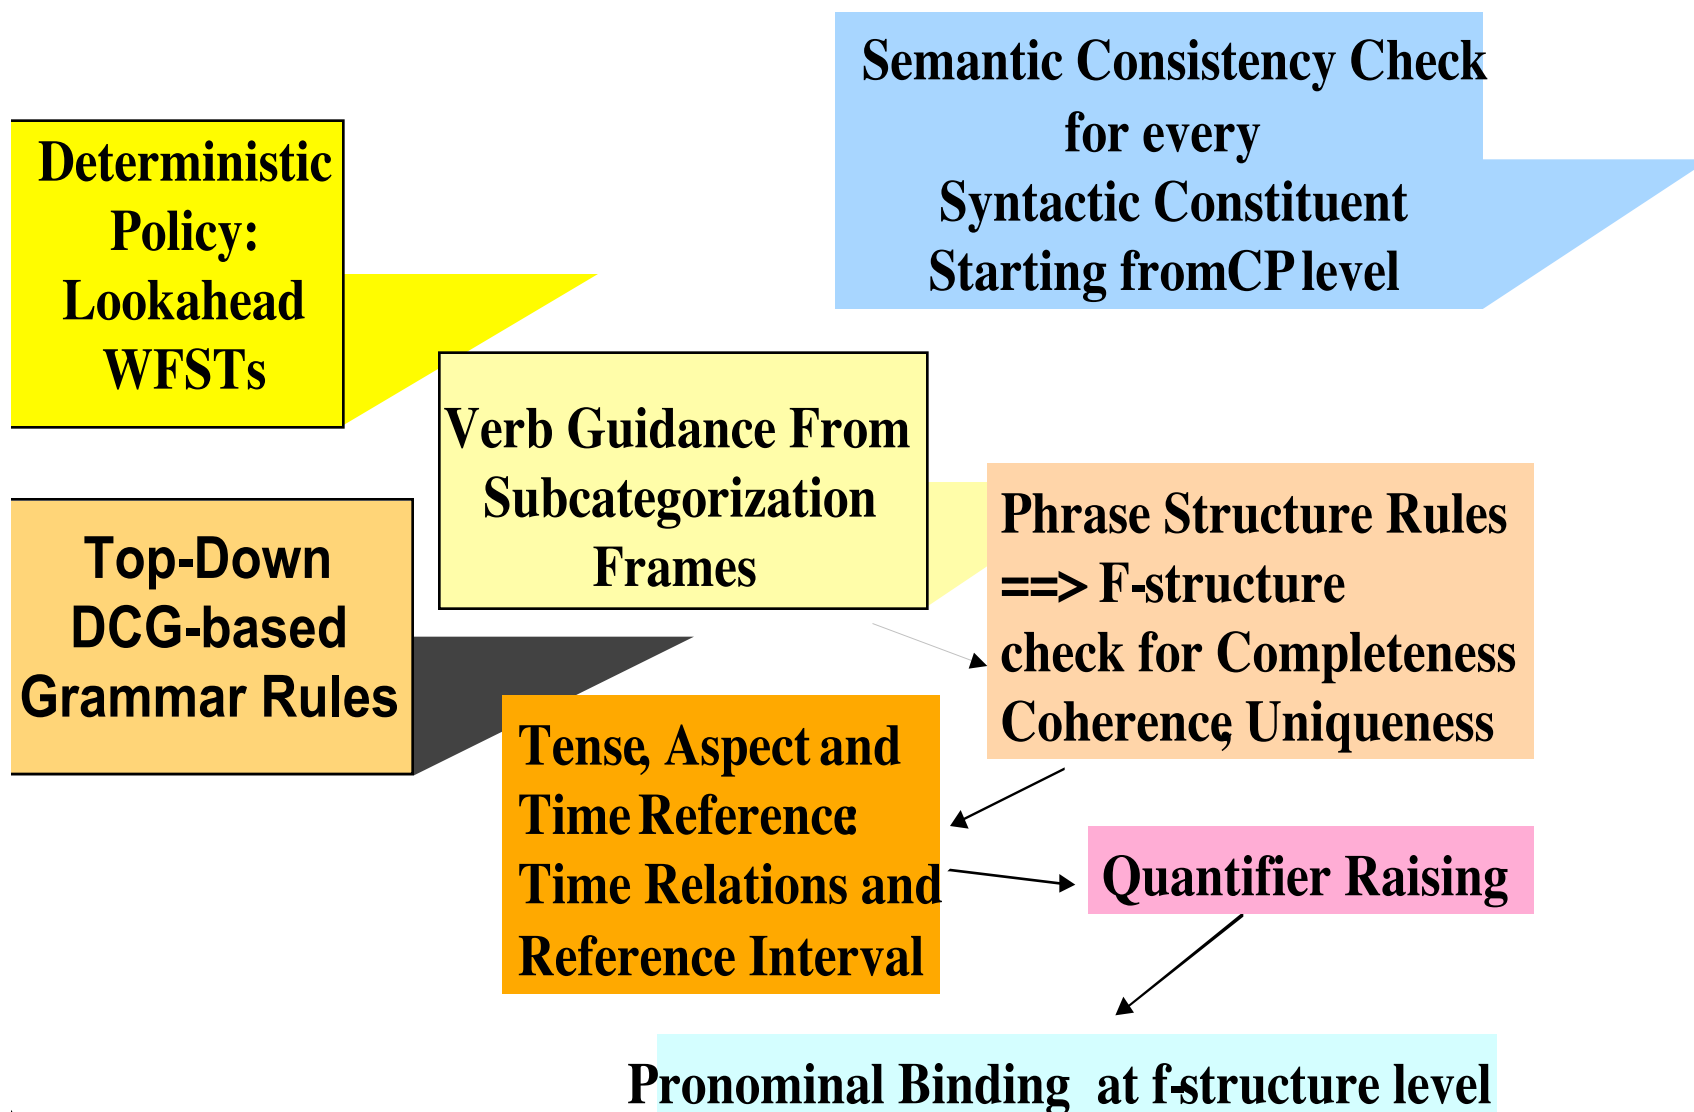 Semantic Consistency Check
for every
Syntactic Constituent
Starting from CP level
Deterministic
Policy:
Lookahead
WFSTs
Verb Guidance From
Subcategorization
Frames
Top-Down
DCG-based
Grammar Rules
Phrase Structure Rules
==> F-structure
check for Completeness
Coherence, Uniqueness
Tense, Aspect and
Time Reference:
Time Relations and
Reference Interval
Quantifier Raising
Pronominal Binding at f-structure level